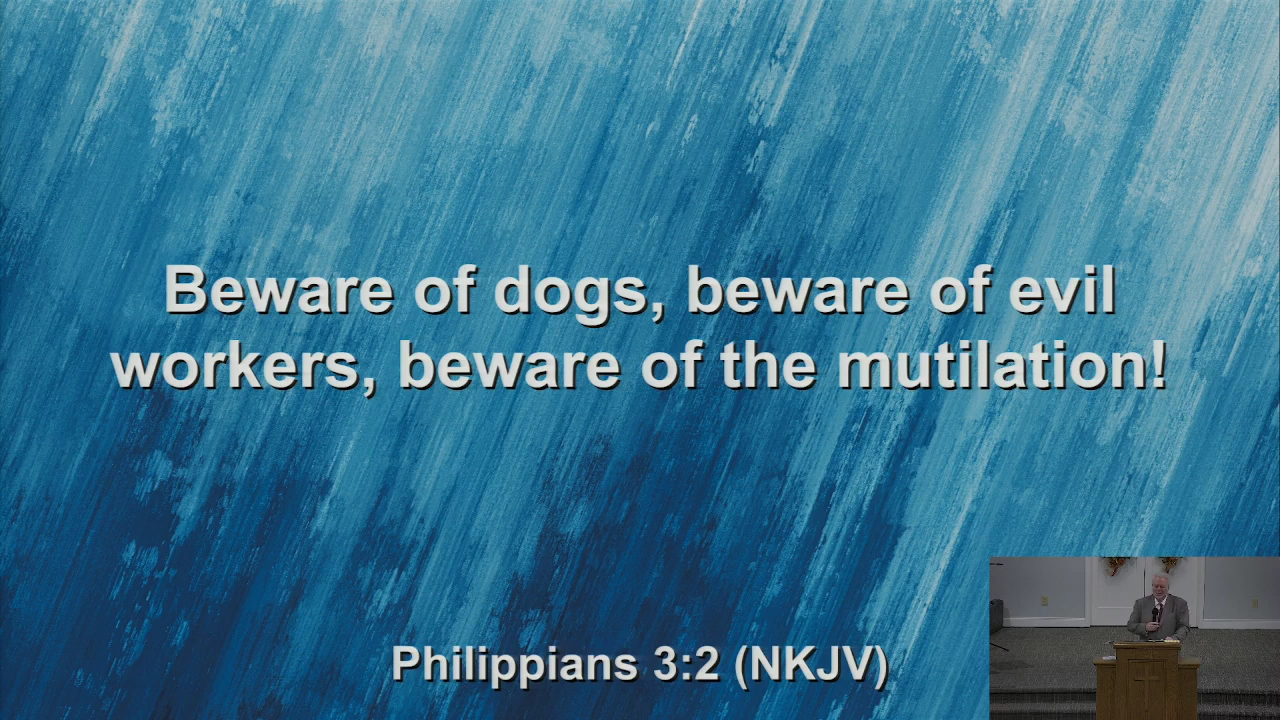 Beware of dogs, beware of evil
workers, beware of the mutilation!
Philippians 3:2 (NKJV)